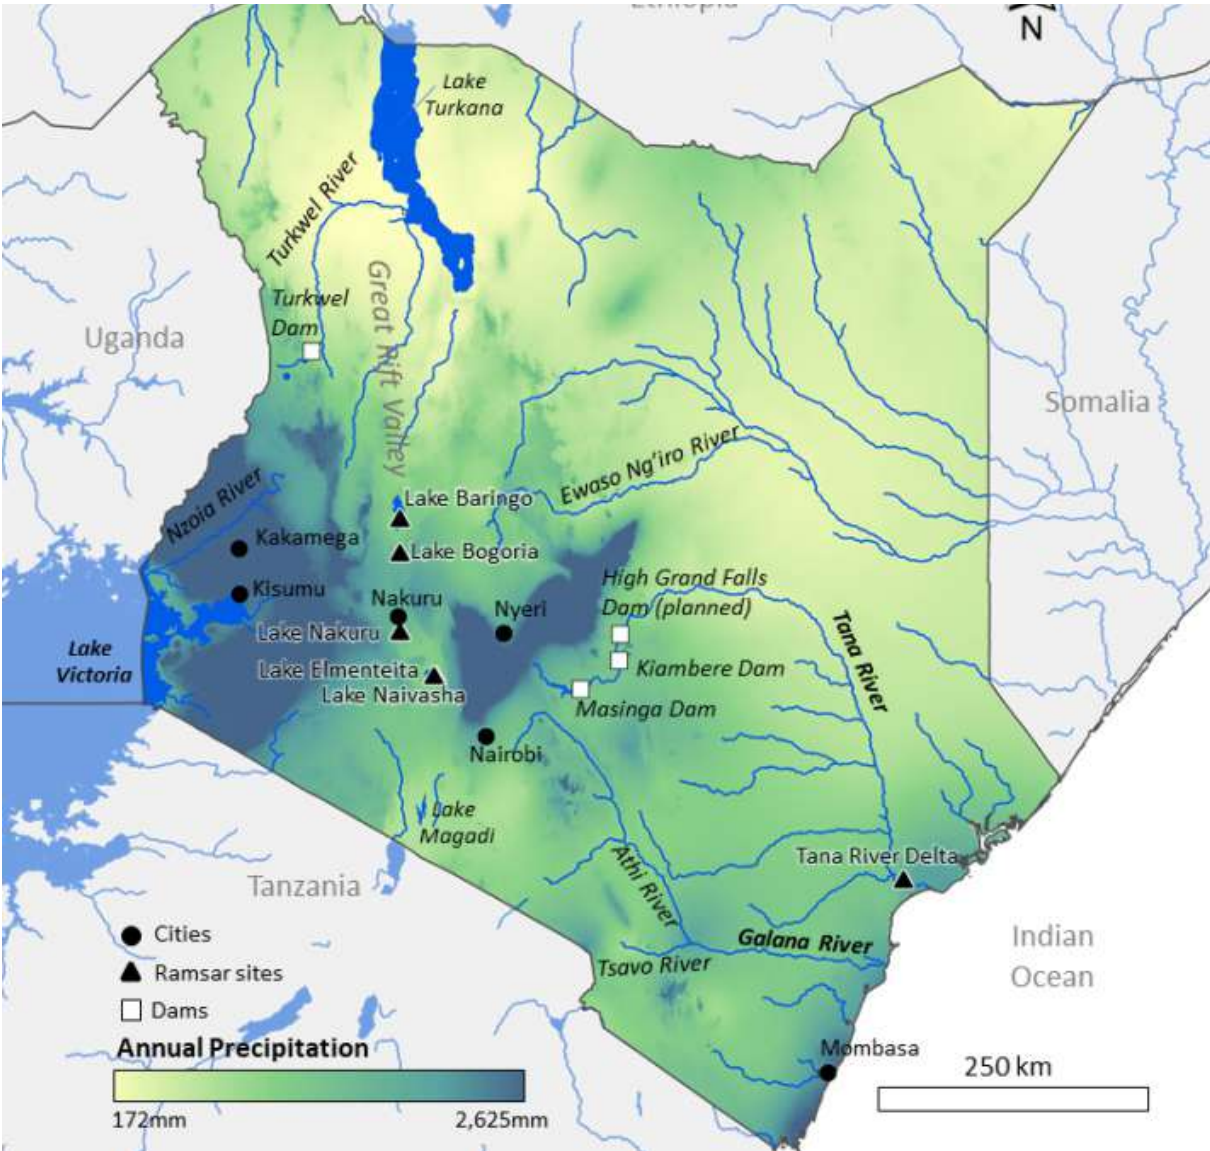 Ethiopia
N
Lake
Turkana
Turkwel River
Great Rift Valley
Turkwel
Dam
Uganda
Somalia
Ewaso Ng'iro River
Nzoia River
Lake Baringo
Kakamega
Lake Bogoria
Kisumu
Nakuru
Nyeri
High Grand Falls
Dam (planned)
Lake Nakuru
Lake
Victoria
Tana River
Lake Elmenteita
Kiambere Dam
Lake Naivasha
Masinga Dam
Nairobi
Lake
Magadi
Tana River Delta
Athi River
Tanzania
Galana River
Tsavo River
Indian
Ocean
Cities
Ramsar sites
Dams
Annual Precipitation
172mm
2,625mm
Mombasa
250 km